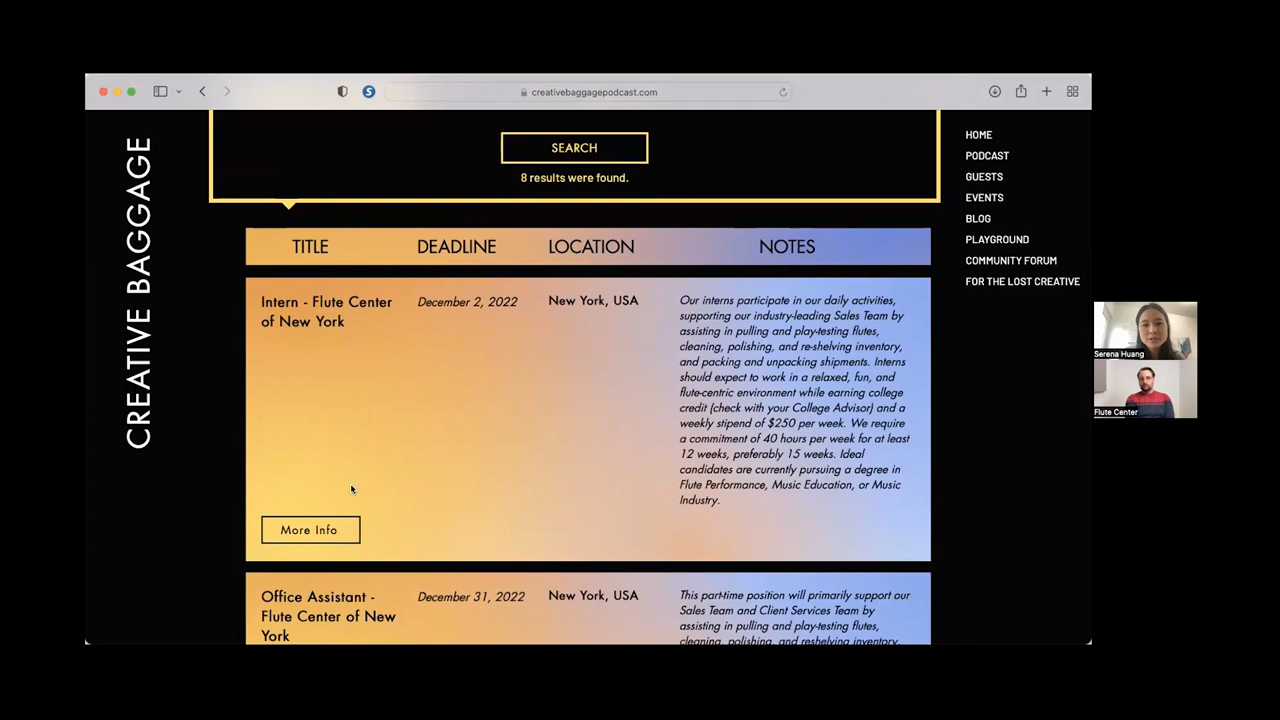 creativebaggagepodcast.com
CREATIVE BAGGAGE
SEARCH
8 results were found.
HOME
PODCAST
GUESTS
EVENTS
BLOG
PLAYGROUND
COMMUNITY FORUM
FOR THE LOST CREATIVE
TITLE DEADLINE LOCATION NOTES
Intern - Flute Center
of New York
December 2, 2022
New York, USA
Our interns participate in our daily activities,
supporting our industry-leading Sales Team by
assisting in pulling and play-testing flutes,
cleaning, polishing, and re-shelving inventory,
and packing and unpacking shipments. Interns
should expect to work in a relaxed, fun, and
flute-centric environment while earning college
credit (check with your College Advisor) and a
weekly stipend of $250 per week. We require
a commitment of 40 hours per week for at least
12 weeks, preferably 15 weeks. Ideal
candidates are currently pursuing a degree in
Flute Performance, Music Education, or Music
Industry.
More Info
Office Assistant -
Flute Center of New
York
December 31, 2022
New York, USA
This part-time position will primarily support our
Sales Team and Client Services Team by
assisting in pulling and play-testing flutes,
cleaning, polishing, and reshelving inventory,
Serena Huang
Flute Center